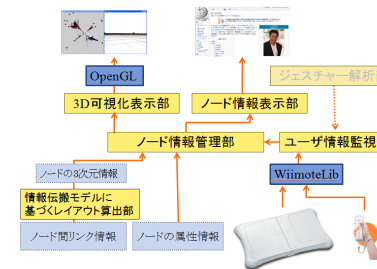 OpenGL
ジェスチャー解析
3D可視化表示部
ノード情報表示部
ノード情報管理部
ユーザ情報監視
ノードの3次元情報
WiimoteLib
情報伝搬モデルに
基づくレイアウト算出部
ノード間リンク情報
ノードの属性情報